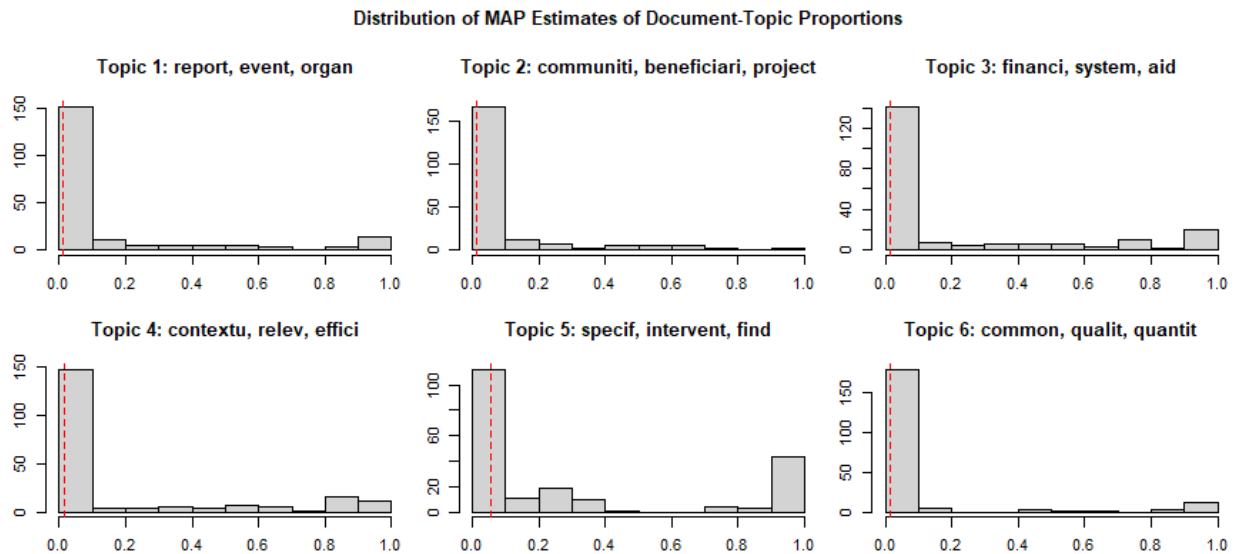 Distribution of MAP Estimates of Document-Topic Proportions
Topic 1: report, event, organ
150
100
50
0
0.0 0.2 0.4 0.6 0.8 1.0
Topic 2: communiti, beneficiari, project
150
100
50
0
0.0 0.2 0.4 0.6 0.8 1.0
Topic 3: financi, system, aid
120
80
40
0
0.0 0.2 0.4 0.6 0.8 1.0
Topic 4: contextu, relev, effici
150
100
50
0
0.0 0.2 0.4 0.6 0.8 1.0
Topic 5: specif, intervent, find
100
60
20
0
0.0 0.2 0.4 0.6 0.8 1.0
Topic 6: common, qualit, quantit
150
100
50
0
0.0 0.2 0.4 0.6 0.8 1.0